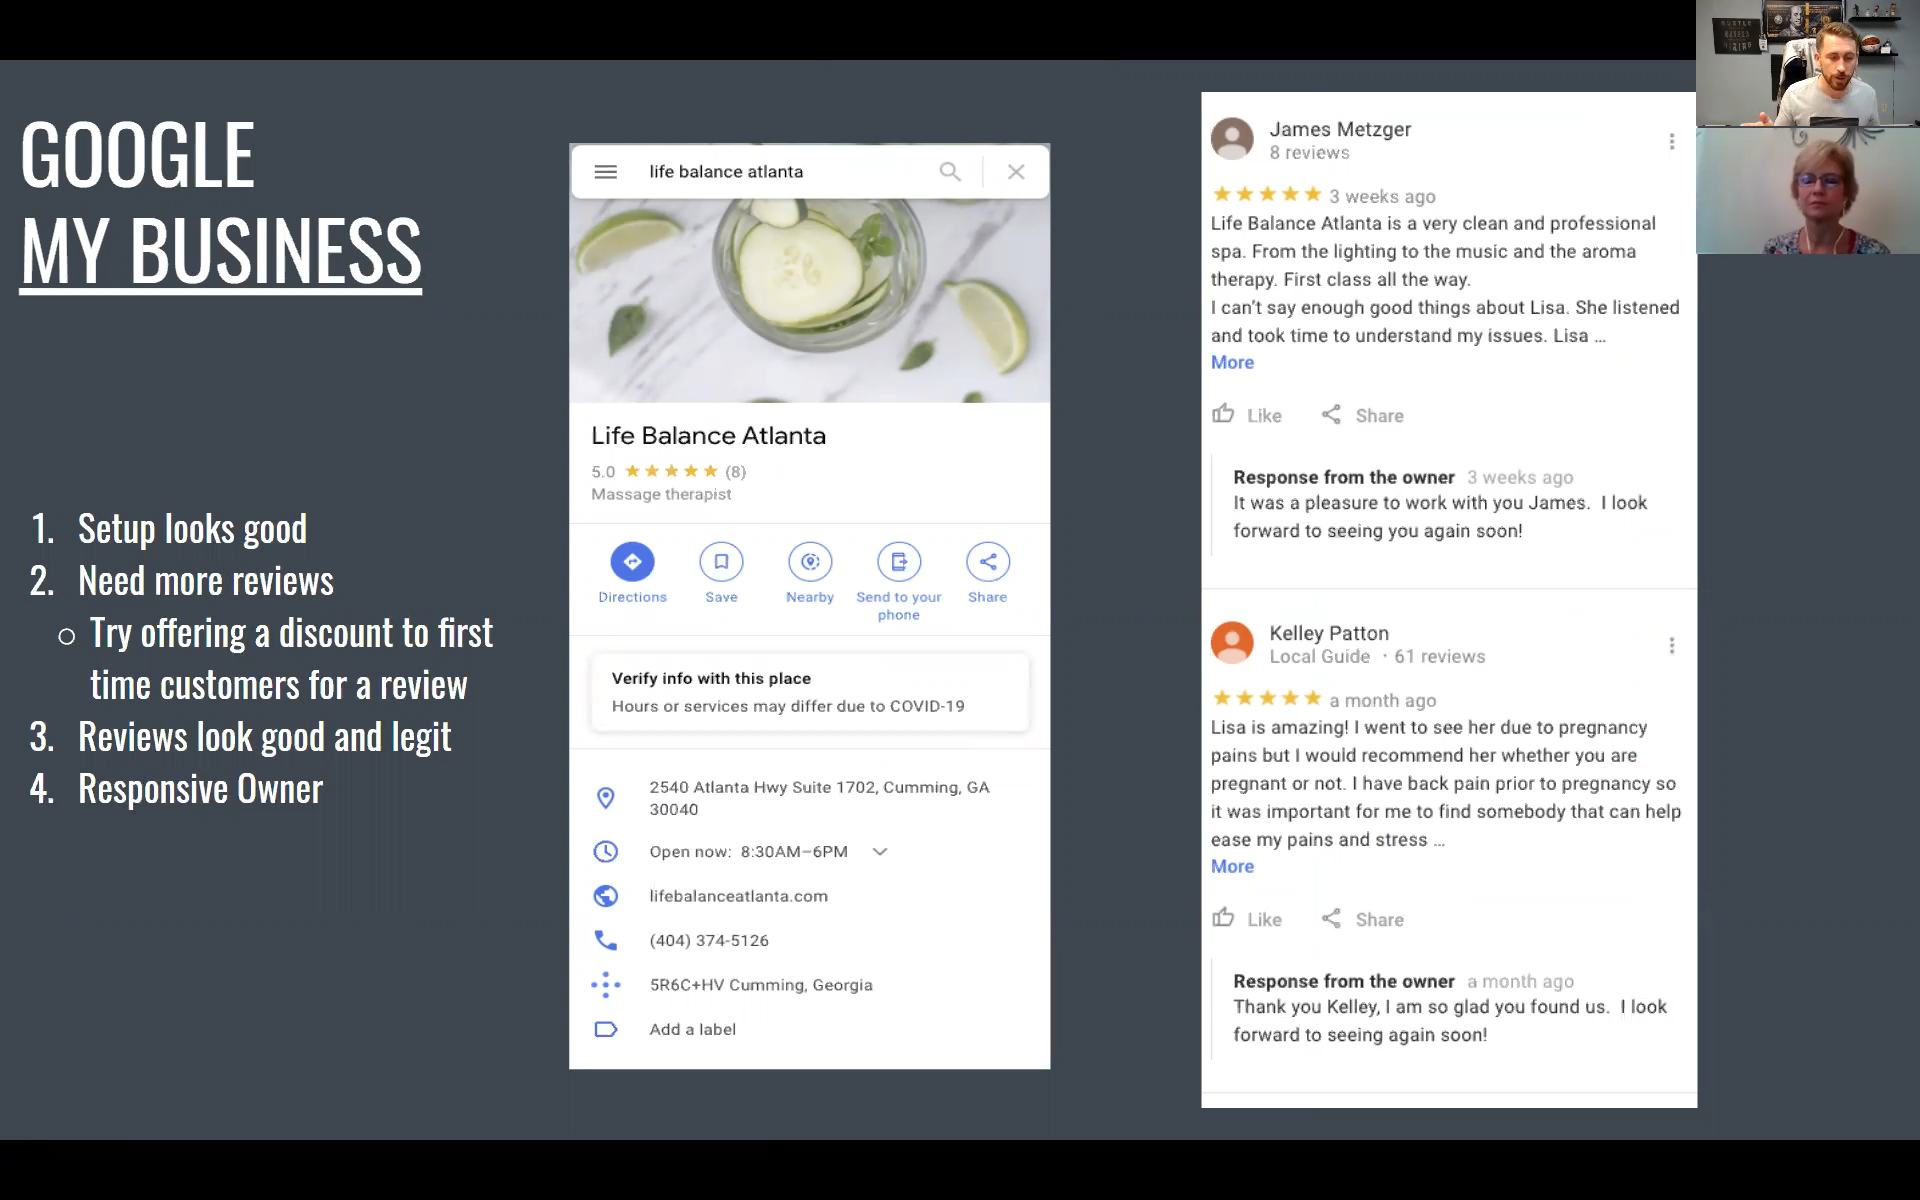 GOOGLE
MY BUSINESS
1. Setup looks good
2. Need more reviews
○ Try offering a discount to first
time customers for a review
3. Reviews look good and legit
4. Responsive Owner
life balance atlanta
Life Balance Atlanta
5.0 ★★★★★ (8)
Massage therapist
Directions
Save
Nearby
Send to your
phone
Share
Verify info with this place
Hours or services may differ due to COVID-19
2540 Atlanta Hwy Suite 1702, Cumming, GA
30040
Open now: 8:30AM–6PM
lifebalanceatlanta.com
(404) 374-5126
5R6C+HV Cumming, Georgia
Add a label
James Metzger
8 reviews
★★★★★ 3 weeks ago
Life Balance Atlanta is a very clean and professional
spa. From the lighting to the music and the aroma
therapy. First class all the way.
I can't say enough good things about Lisa. She listened
and took time to understand my issues. Lisa ...
More
Like Share
Response from the owner 3 weeks ago
It was a pleasure to work with you James. I look
forward to seeing you again soon!
Kelley Patton
Local Guide · 61 reviews
★★★★★ a month ago
Lisa is amazing! I went to see her due to pregnancy
pains but I would recommend her whether you are
pregnant or not. I have back pain prior to pregnancy so
it was important for me to find somebody that can help
ease my pains and stress ...
More
Like Share
Response from the owner a month ago
Thank you Kelley, I am so glad you found us. I look
forward to seeing again soon!